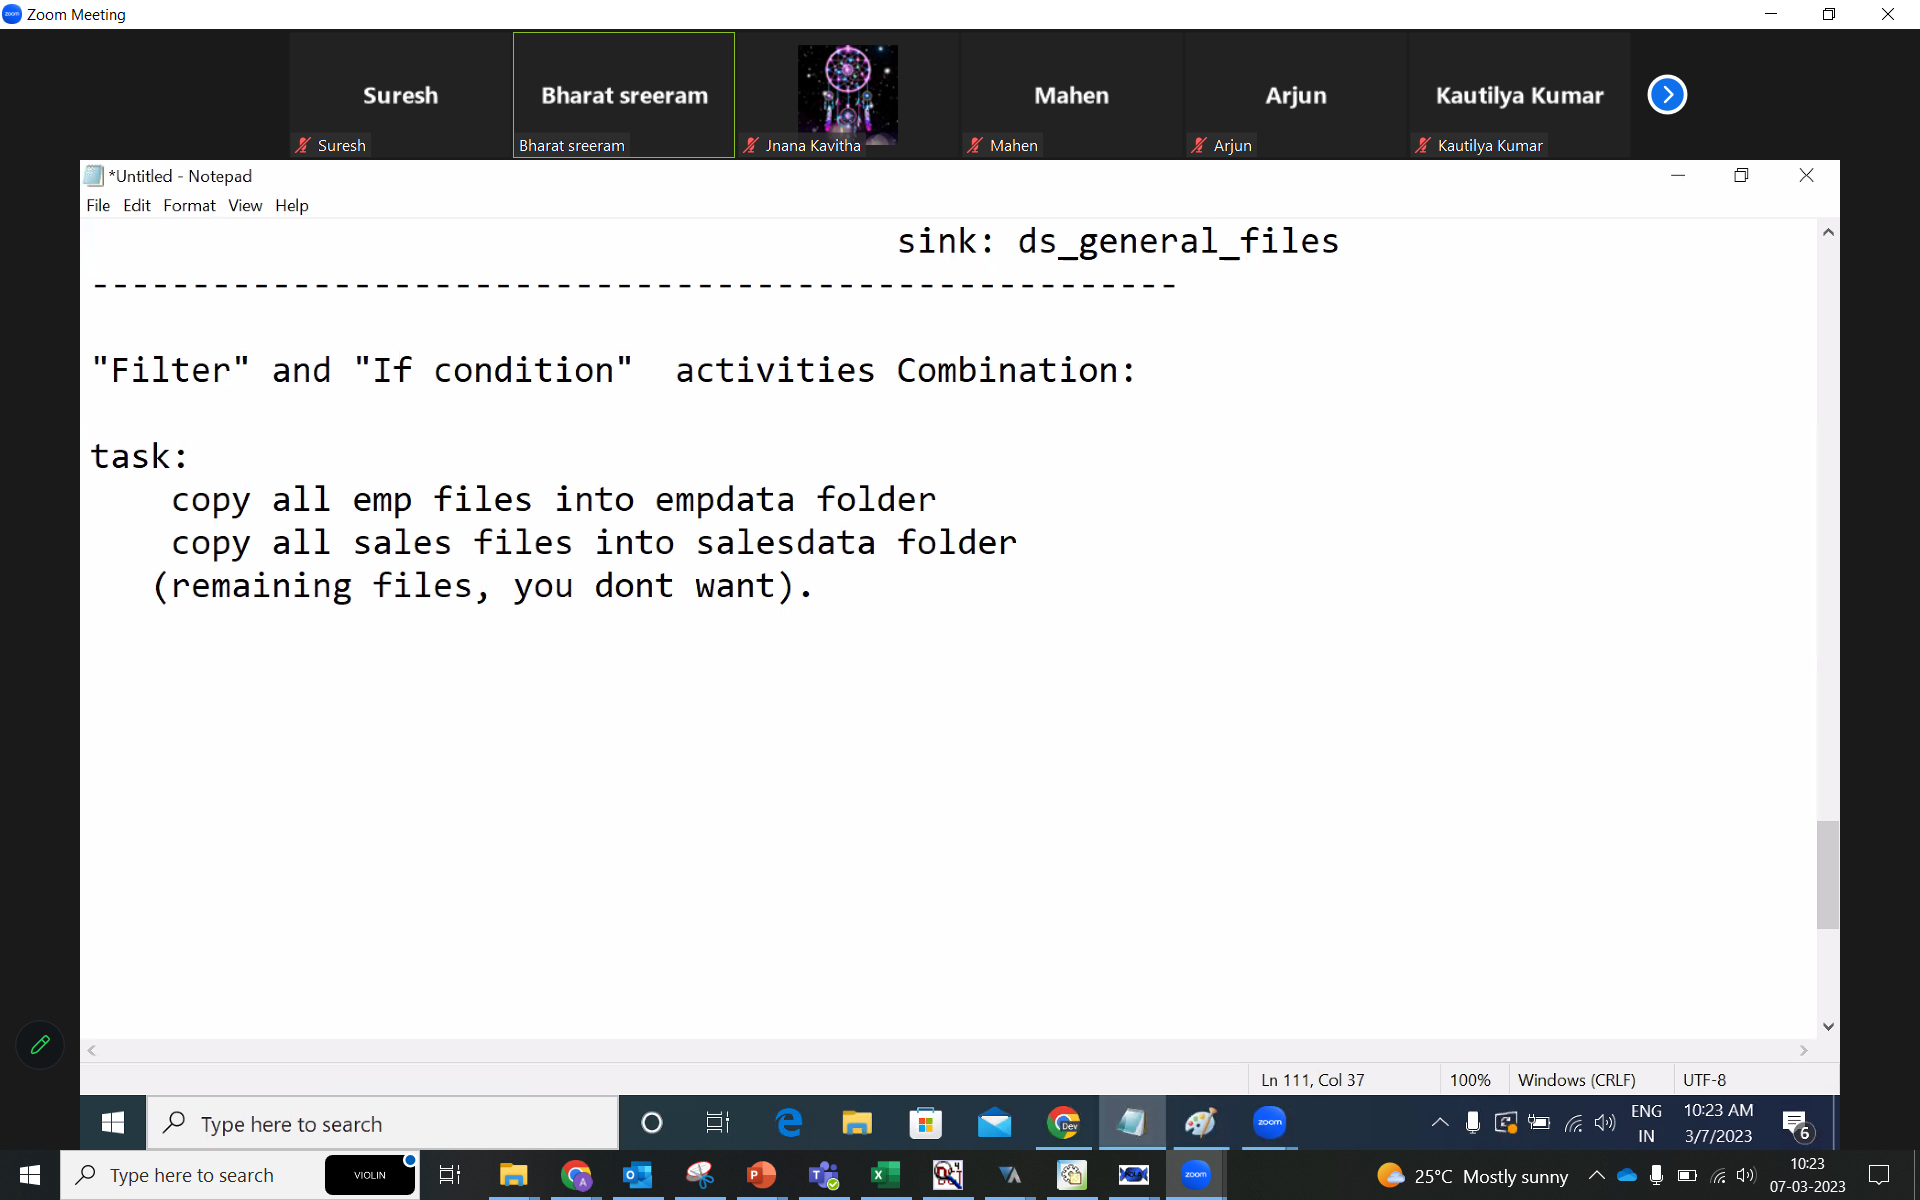 Zoom Meeting
Suresh
Bharat sreeram
Mahen
Arjun
Kautilya Kumar
Suresh
Bharat sreeram
Jnana Kavitha
Mahen
Arjun
Kautilya Kumar
*Untitled - Notepad
File Edit Format View Help
sink: ds_general_files
------------------------------------------------------
"Filter" and "If condition"  activities Combination:
task:
copy all emp files into empdata folder
copy all sales files into salesdata folder
(remaining files, you dont want).
Ln 111, Col 37
100%
Windows (CRLF)
UTF-8
Type here to search
Dev
zoom
ENG
IN
10:23 AM
3/7/2023
6
Type here to search
VIOLIN
zoom
25°C Mostly sunny
10:23
07-03-2023